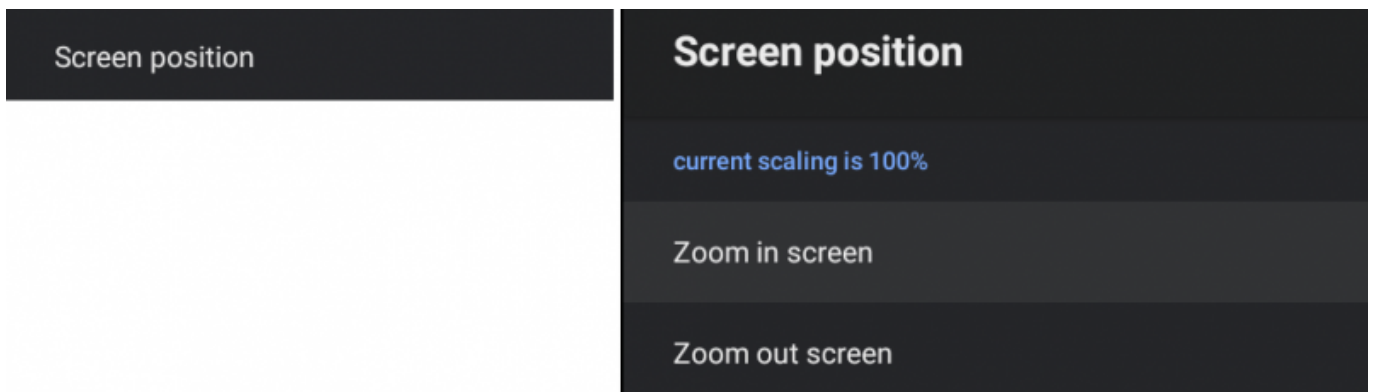 Screen position
Screen position
current scaling is 100%
Zoom in screen
Zoom out screen